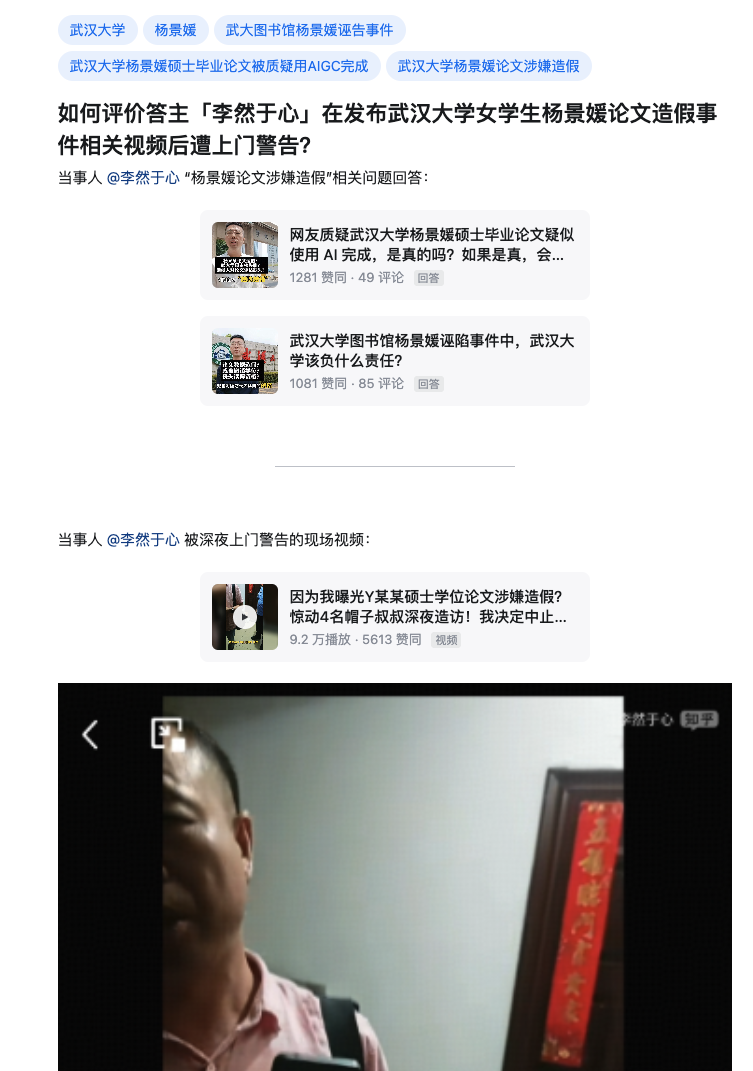 武汉大学 杨景媛 武大图书馆杨景媛诬告事件
武汉大学杨景媛硕士毕业论文被质疑用AIGC完成 武汉大学杨景媛论文涉嫌造假
如何评价答主「李然于心」在发布武汉大学女学生杨景媛论文造假事
件相关视频后遭上门警告?
当事人 @李然于心 “杨景媛论文涉嫌造假”相关问题回答：
网友质疑武汉大学杨景媛硕士毕业论文疑似
使用 AI 完成，是真的吗？如果是真，会...
1281 赞同 · 49 评论 回答
武汉大学图书馆杨景媛诬陷事件中，武汉大
学该负什么责任？
1081 赞同 · 85 评论 回答
当事人 @李然于心 被深夜上门警告的现场视频：
因为我曝光Y某某硕士学位论文涉嫌造假？
惊动4名帽子叔叔深夜造访！我决定中止...
9.2 万播放 · 5613 赞同 视频
李然于心 知乎
五福临门富贵